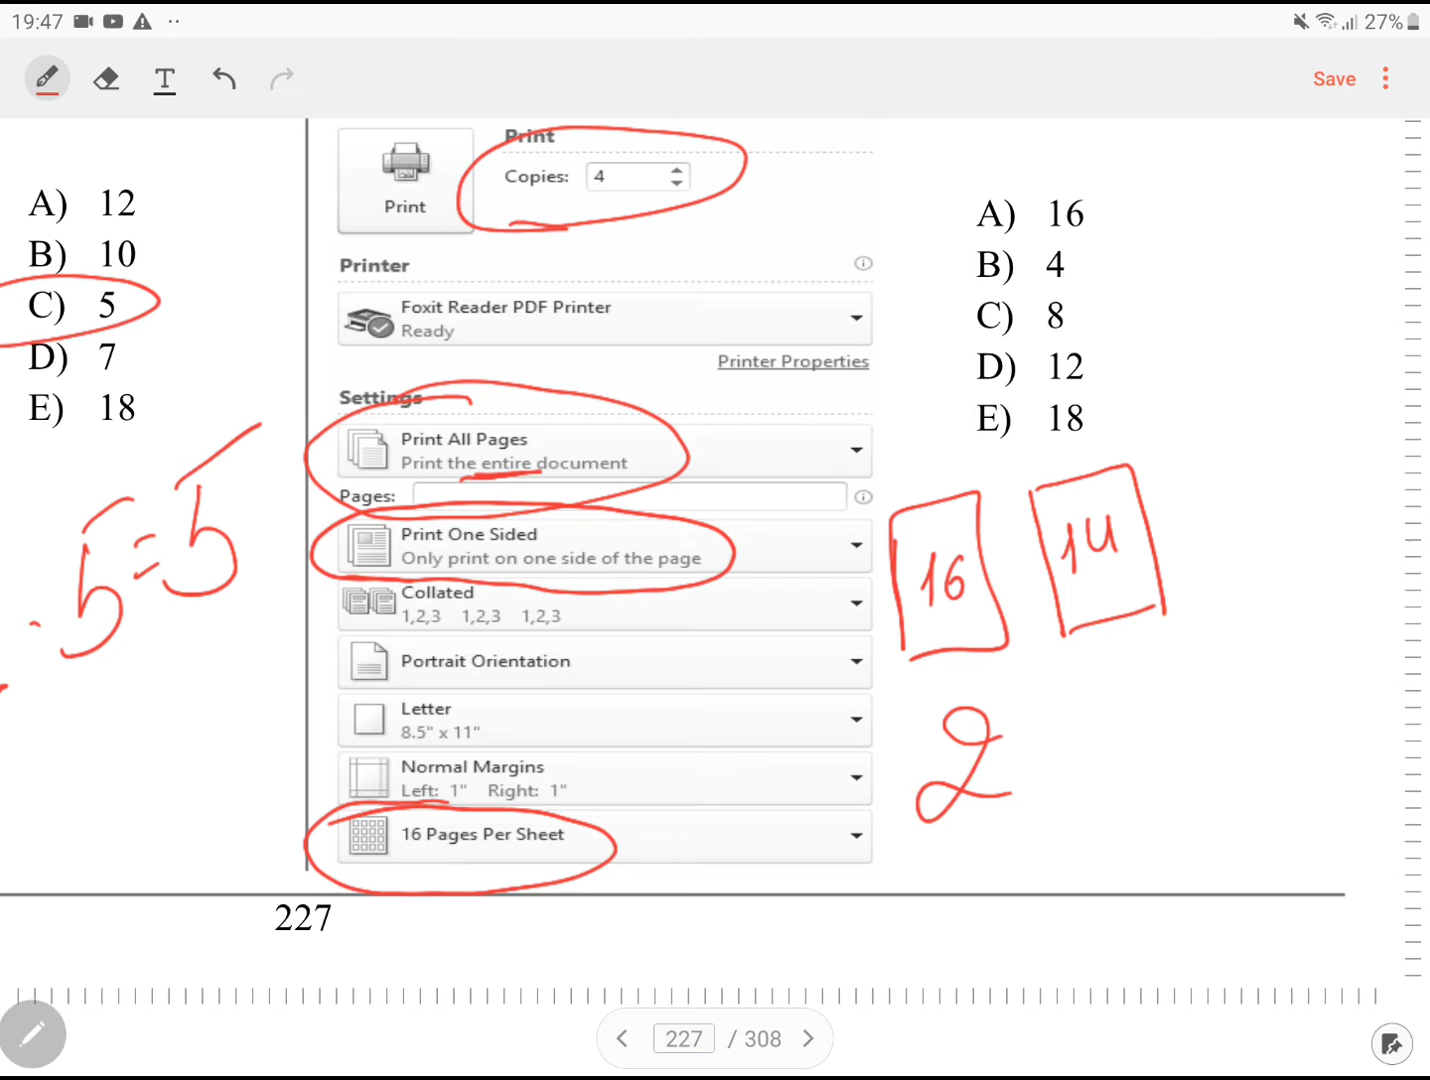 19:47
27%
T
Save
A) 12
B) 10
C) 5
D) 7
E) 18
. 5 = 5
Print
Print
Copies: 4
Printer
Foxit Reader PDF Printer
Ready
Printer Properties
Settings
Print All Pages
Print the entire document
Pages:
Print One Sided
Only print on one side of the page
Collated
1,2,3 1,2,3 1,2,3
Portrait Orientation
Letter
8.5" x 11"
Normal Margins
Left: 1" Right: 1"
16 Pages Per Sheet
A) 16
B) 4
C) 8
D) 12
E) 18
16
14
2
227
227 / 308